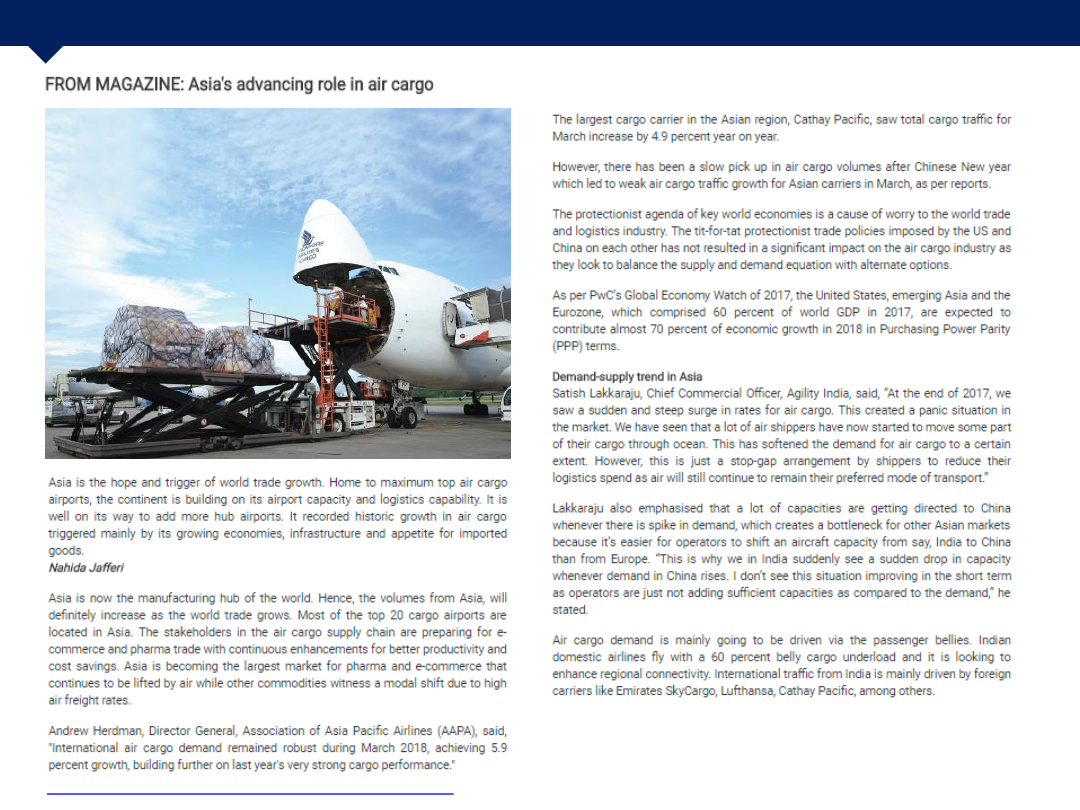 FROM MAGAZINE: Asia's advancing role in air cargo
SINGAPORE
AIRLINES
CARGO
Asia is the hope and trigger of world trade growth. Home to maximum top air cargo
airports, the continent is building on its airport capacity and logistics capability. It is
well on its way to add more hub airports. It recorded historic growth in air cargo
triggered mainly by its growing economies, infrastructure and appetite for imported
goods.
Nahida Jafferi
Asia is now the manufacturing hub of the world. Hence, the volumes from Asia, will
definitely increase as the world trade grows. Most of the top 20 cargo airports are
located in Asia. The stakeholders in the air cargo supply chain are preparing for e-
commerce and pharma trade with continuous enhancements for better productivity and
cost savings. Asia is becoming the largest market for pharma and e-commerce that
continues to be lifted by air while other commodities witness a modal shift due to high
air freight rates.
Andrew Herdman, Director General, Association of Asia Pacific Airlines (AAPA), said,
"International air cargo demand remained robust during March 2018, achieving 5.9
percent growth, building further on last year's very strong cargo performance."
The largest cargo carrier in the Asian region, Cathay Pacific, saw total cargo traffic for
March increase by 4.9 percent year on year.
However, there has been a slow pick up in air cargo volumes after Chinese New year
which led to weak air cargo traffic growth for Asian carriers in March, as per reports.
The protectionist agenda of key world economies is a cause of worry to the world trade
and logistics industry. The tit-for-tat protectionist trade policies imposed by the US and
China on each other has not resulted in a significant impact on the air cargo industry as
they look to balance the supply and demand equation with alternate options.
As per PwC's Global Economy Watch of 2017, the United States, emerging Asia and the
Eurozone, which comprised 60 percent of world GDP in 2017, are expected to
contribute almost 70 percent of economic growth in 2018 in Purchasing Power Parity
(PPP) terms.
Demand-supply trend in Asia
Satish Lakkaraju, Chief Commercial Officer, Agility India, said, “At the end of 2017, we
saw a sudden and steep surge in rates for air cargo. This created a panic situation in
the market. We have seen that a lot of air shippers have now started to move some part
of their cargo through ocean. This has softened the demand for air cargo to a certain
extent. However, this is just a stop-gap arrangement by shippers to reduce their
logistics spend as air will still continue to remain their preferred mode of transport.”
Lakkaraju also emphasised that a lot of capacities are getting directed to China
whenever there is spike in demand, which creates a bottleneck for other Asian markets
because it's easier for operators to shift an aircraft capacity from say, India to China
than from Europe. “This is why we in India suddenly see a sudden drop in capacity
whenever demand in China rises. I don't see this situation improving in the short term
as operators are just not adding sufficient capacities as compared to the demand,” he
stated.
Air cargo demand is mainly going to be driven via the passenger bellies. Indian
domestic airlines fly with a 60 percent belly cargo underload and it is looking to
enhance regional connectivity. International traffic from India is mainly driven by foreign
carriers like Emirates SkyCargo, Lufthansa, Cathay Pacific, among others.